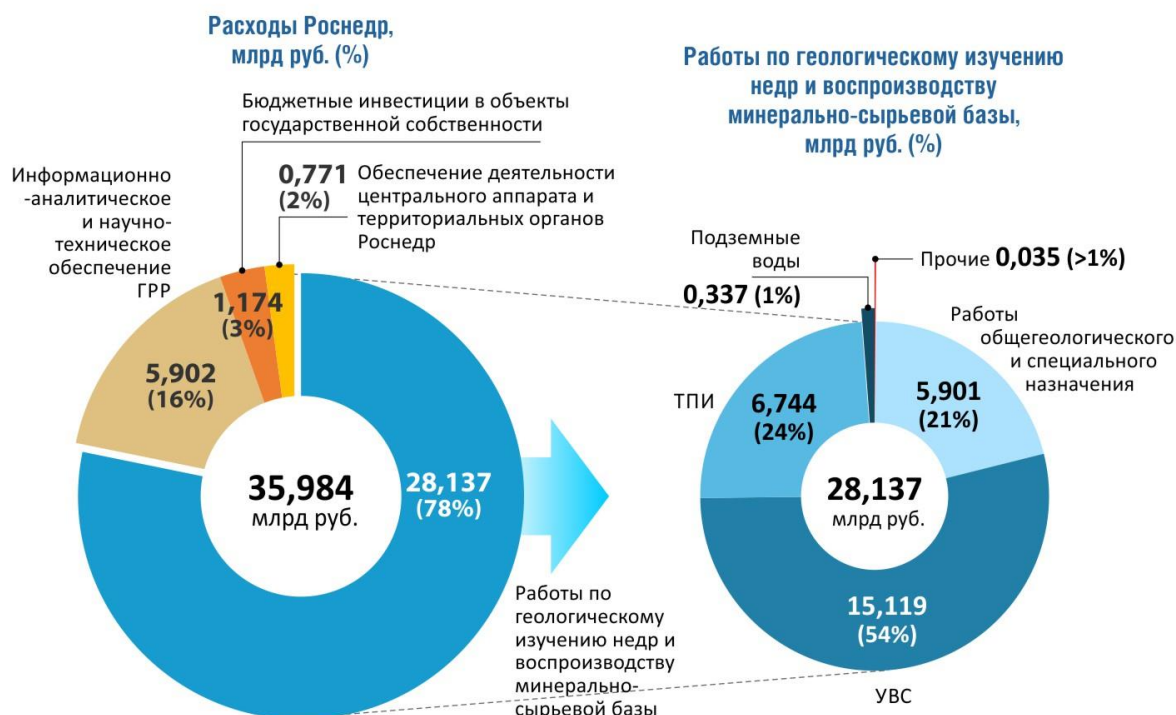 Расходы Роснедр,
млрд руб. (%)
Бюджетные инвестиции в объекты
государственной собственности
Информационно
-аналитическое
и научно-
техническое
обеспечение
ГРР
0,771
(2%)
Обеспечение деятельности
центрального аппарата и
территориальных органов
Роснедр
1,174
(3%)
5,902
(16%)
35,984
млрд руб.
28,137
(78%)
Работы по
геологическому
изучению недр и
воспроизводству
минерально-
сырьевой базы
Работы по геологическому изучению
недр и воспроизводству
минерально-сырьевой базы,
млрд руб. (%)
Подземные
воды
0,337 (1%)
Прочие 0,035 (>1%)
Работы
общегеологического
и специального
назначения
ТПИ
6,744
(24%)
5,901
(21%)
28,137
млрд руб.
15,119
(54%)
УВС